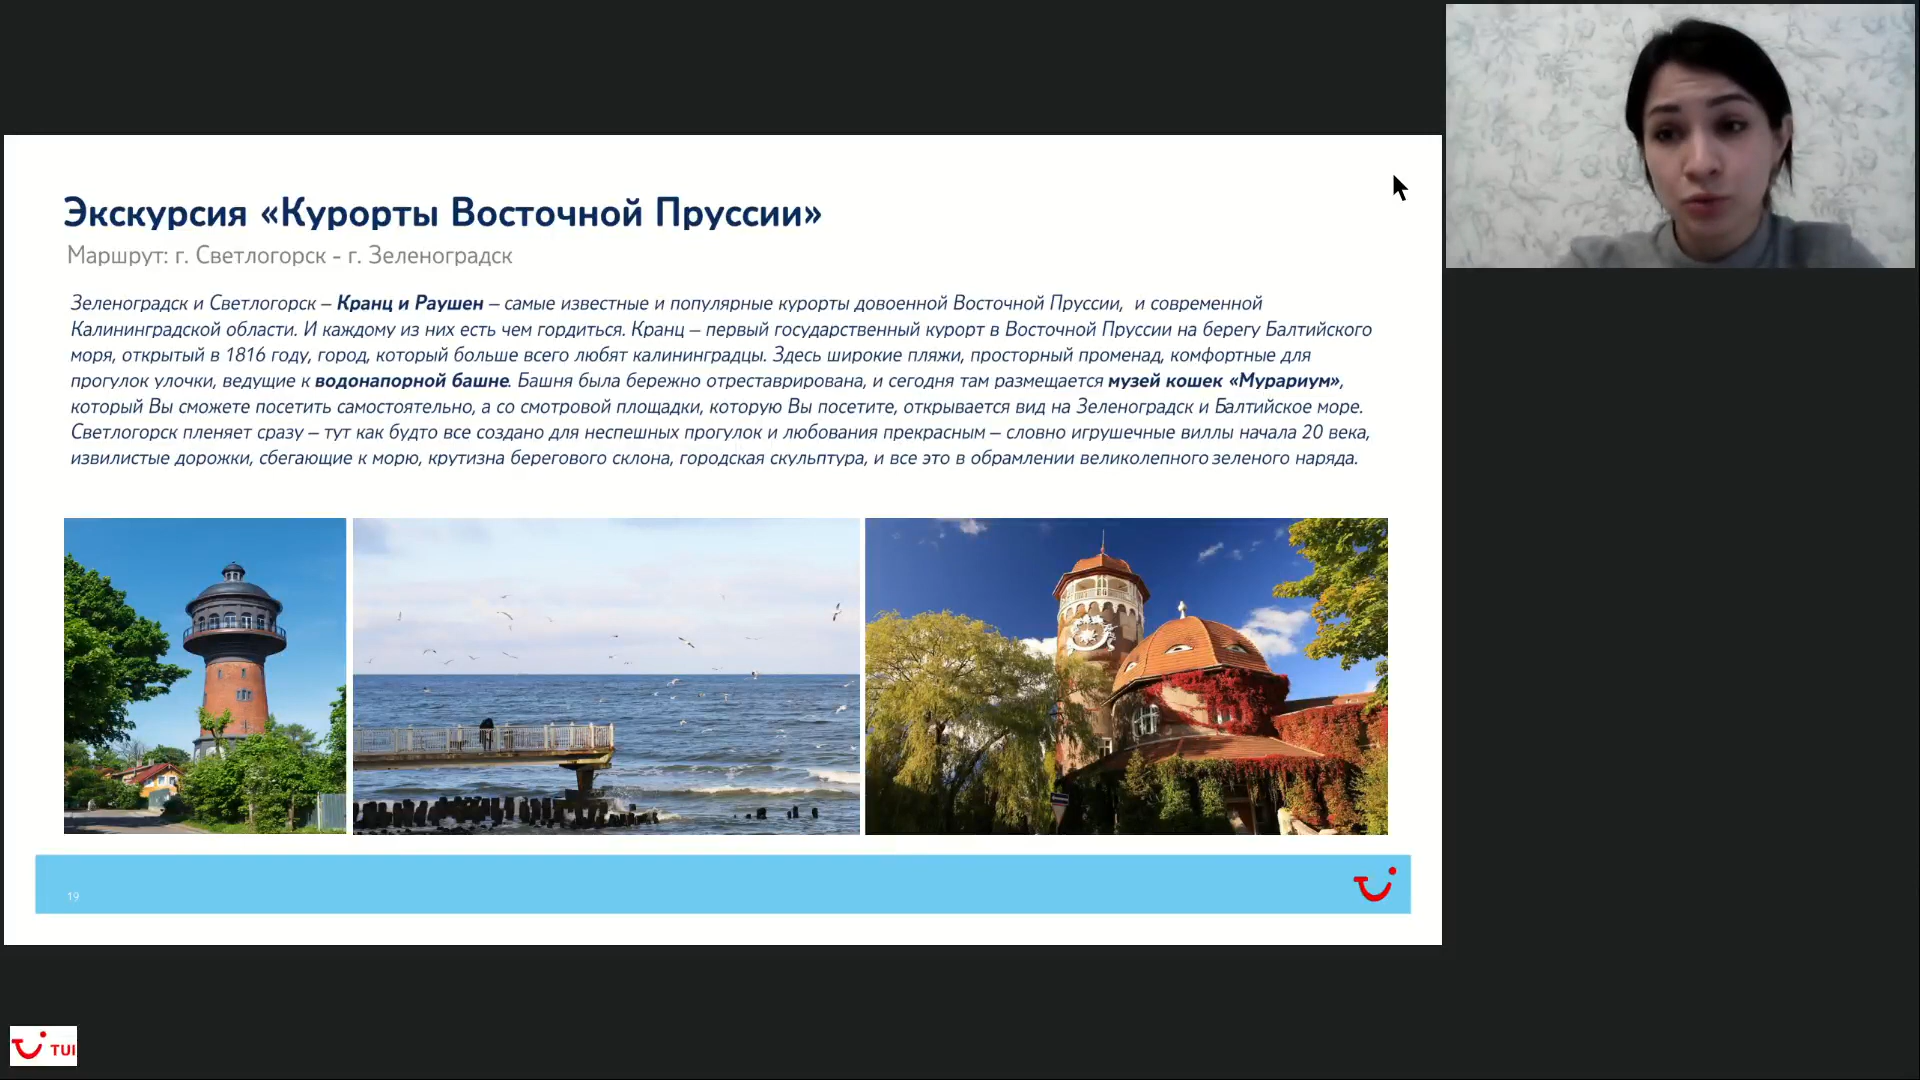 Экскурсия «Курорты Восточной Пруссии»
Маршрут: г. Светлогорск - г. Зеленоградск
Зеленоградск и Светлогорск – Кранц и Раушен – самые известные и популярные курорты довоенной Восточной Пруссии, и современной
Калининградской области. И каждому из них есть чем гордиться. Кранц – первый государственный курорт в Восточной Пруссии на берегу Балтийского
моря, открытый в 1816 году, город, который больше всего любят калининградцы. Здесь широкие пляжи, просторный променад, комфортные для
прогулок улочки, ведущие к водонапорной башне. Башня была бережно отреставрирована, и сегодня там размещается музей кошек «Мурариум»,
который Вы сможете посетить самостоятельно, а со смотровой площадки, которую Вы посетите, открывается вид на Зеленоградск и Балтийское море.
Светлогорск пленяет сразу – тут как будто все создано для неспешных прогулок и любования прекрасным – словно игрушечные виллы начала 20 века,
извилистые дорожки, сбегающие к морю, крутизна берегового склона, городская скульптура, и все это в обрамлении великолепного зеленого наряда.
19
TUI